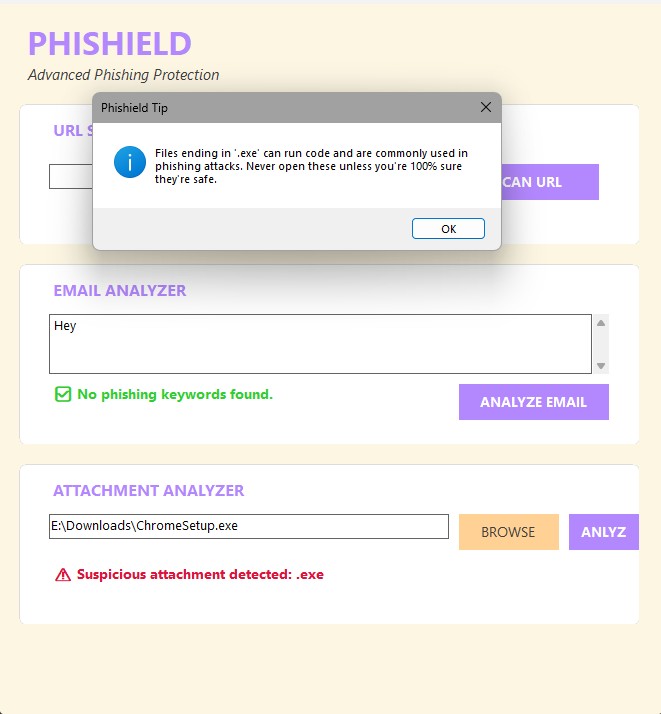 PHISHIELD
Advanced Phishing Protection
Phishield Tip
URL S
Files ending in '.exe' can run code and are commonly used in
phishing attacks. Never open these unless you're 100% sure
they're safe.
CAN URL
OK
EMAIL ANALYZER
Hey
No phishing keywords found.
ANALYZE EMAIL
ATTACHMENT ANALYZER
E:\Downloads\ChromeSetup.exe
BROWSE
ANLYZ
Suspicious attachment detected: .exe